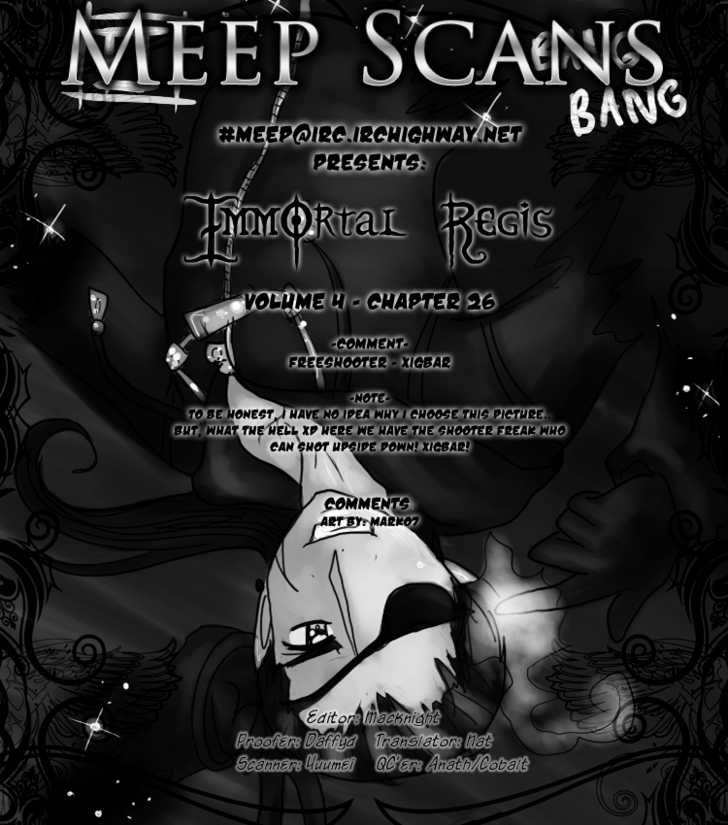 MEEP SCANS
BANG
BANG
#MEEP@IRC.IRCHIGHWAY.NET
PRESENTS:
IMMORTAL REGIS
VOLUME 4 - CHAPTER 26
-COMMENT-
FREESHOOTER - XIGBAR
-NOTE-
TO BE HONEST, I HAVE NO IDEA WHY I CHOOSE THIS PICTURE..
BUT, WHAT THE HELL XD HERE WE HAVE THE SHOOTER FREAK WHO
CAN SHOT UPSIDE DOWN! XIGBAR!
COMMENTS
ART BY: MARK07
Editor: Macknight
Proofer: Daffyd Translator: Nat
Scanner: Yuumei QC'er: Anath/Cobalt